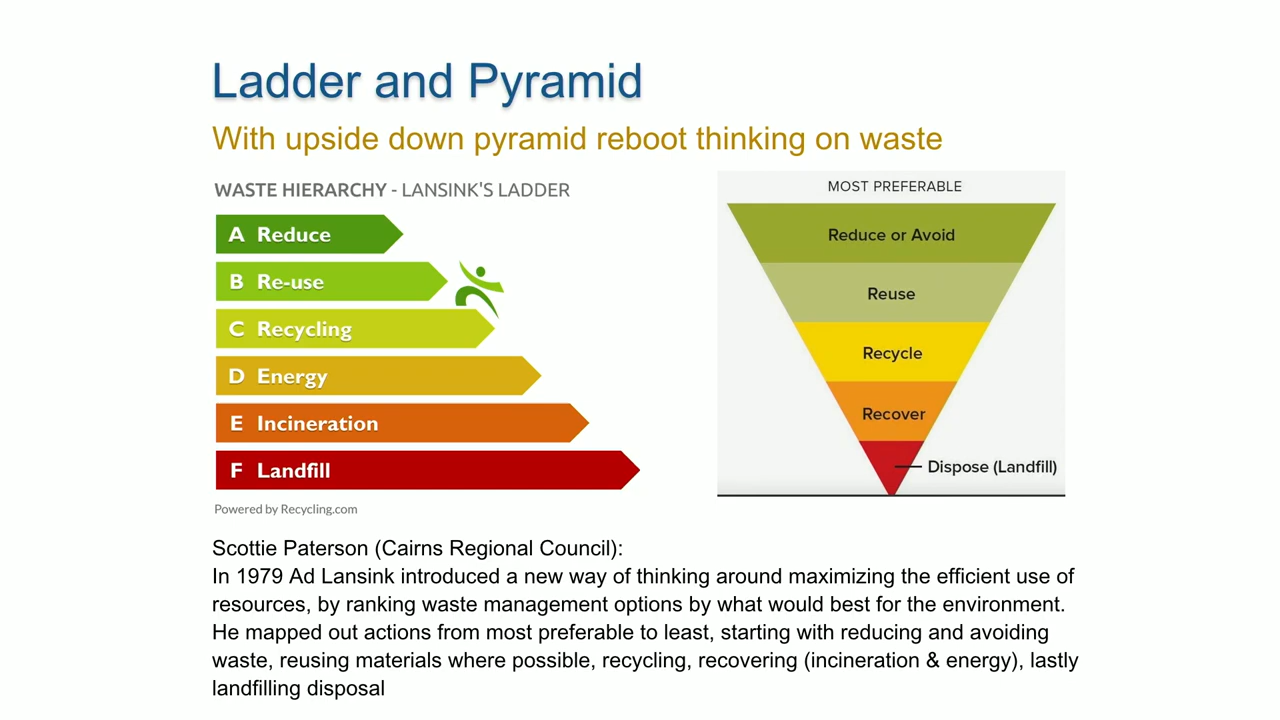 Ladder and Pyramid
With upside down pyramid reboot thinking on waste
WASTE HIERARCHY - LANSINK'S LADDER
A Reduce
B Re-use
C Recycling
D Energy
E Incineration
F Landfill
Powered by Recycling.com
MOST PREFERABLE
Reduce or Avoid
Reuse
Recycle
Recover
Dispose (Landfill)
Scottie Paterson (Cairns Regional Council):
In 1979 Ad Lansink introduced a new way of thinking around maximizing the efficient use of
resources, by ranking waste management options by what would best for the environment.
He mapped out actions from most preferable to least, starting with reducing and avoiding
waste, reusing materials where possible, recycling, recovering (incineration & energy), lastly
landfilling disposal